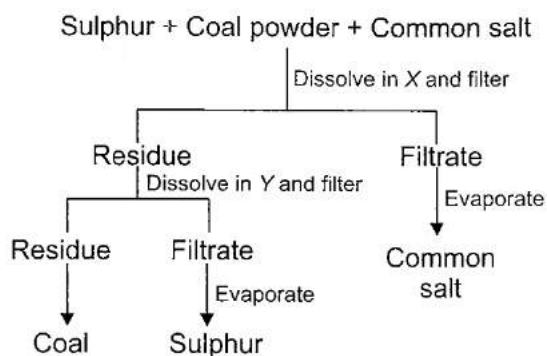 Sulphur + Coal powder + Common salt
Dissolve in X and filter
Residue
Filtrate
Dissolve in Y and filter
Evaporate
Residue
Filtrate
Common
salt
Evaporate
Coal
Sulphur